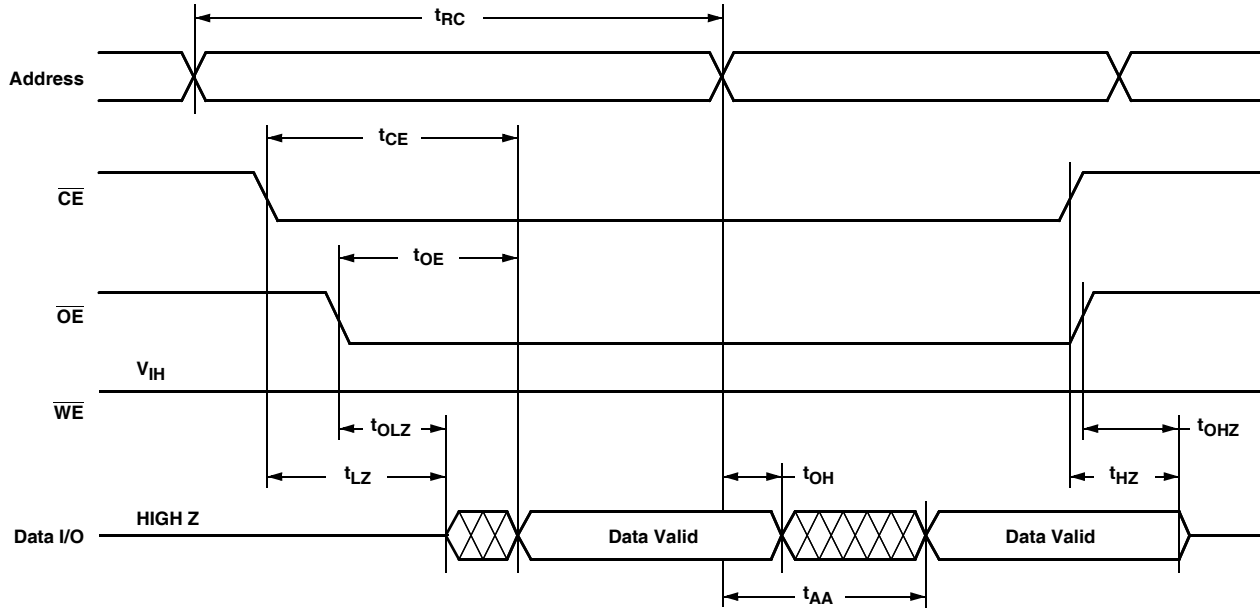 tRC
Address
tCE
CE
tOE
OE
VIH
WE
tOLZ
tOHZ
tLZ
tOH
tHZ
HIGH Z
Data I/O
Data Valid
Data Valid
tAA